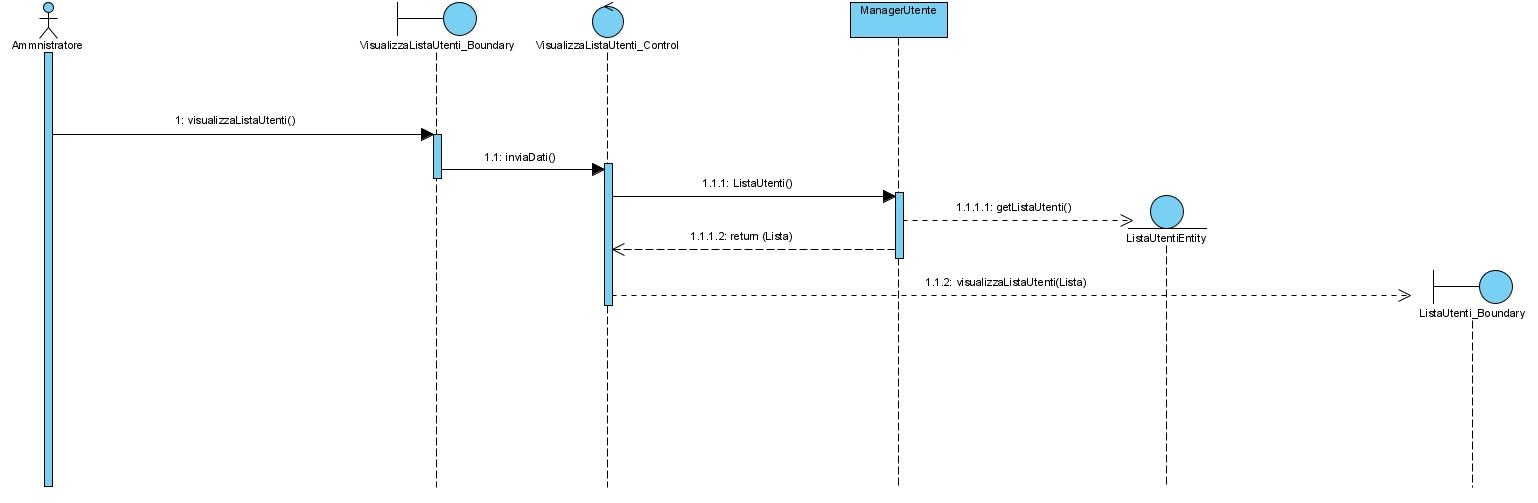 Ammnistratore
VisualizzaListaUtenti_Boundary
VisualizzaListaUtenti_Control
ManagerUtente
1: visualizzaListaUtenti()
1.1: inviaDati()
1.1.1: ListaUtenti()
1.1.1.1: getListaUtenti()
ListaUtentiEntity
1.1.1.2: return (Lista)
1.1.2: visualizzaListaUtenti(Lista)
ListaUtenti_Boundary